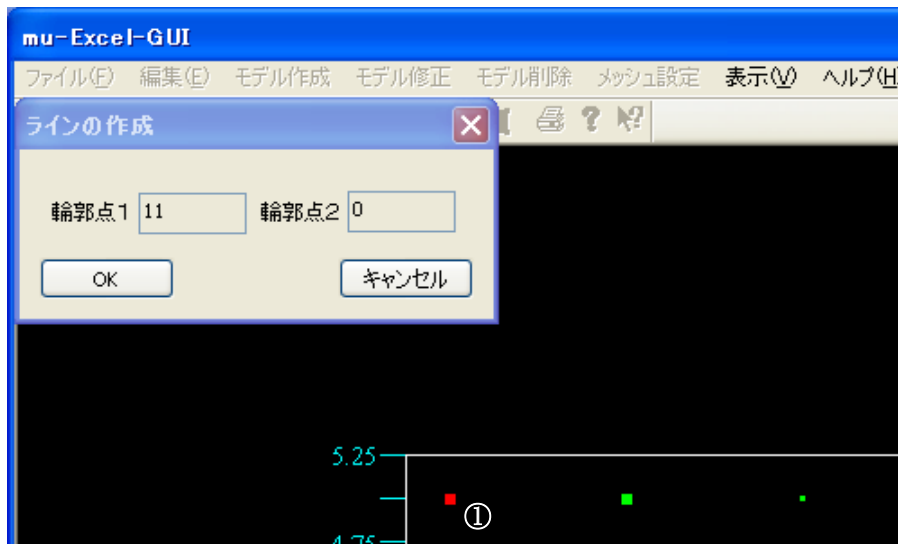 mu-Excel-GUI
ファイル(F) 編集(E) モデル作成 モデル修正 モデル削除 メッシュ設定 表示(V) ヘルプ(H
ラインの作成
輪郭点1 11 輪郭点2 0
OK キャンセル
5.25
①
4.75